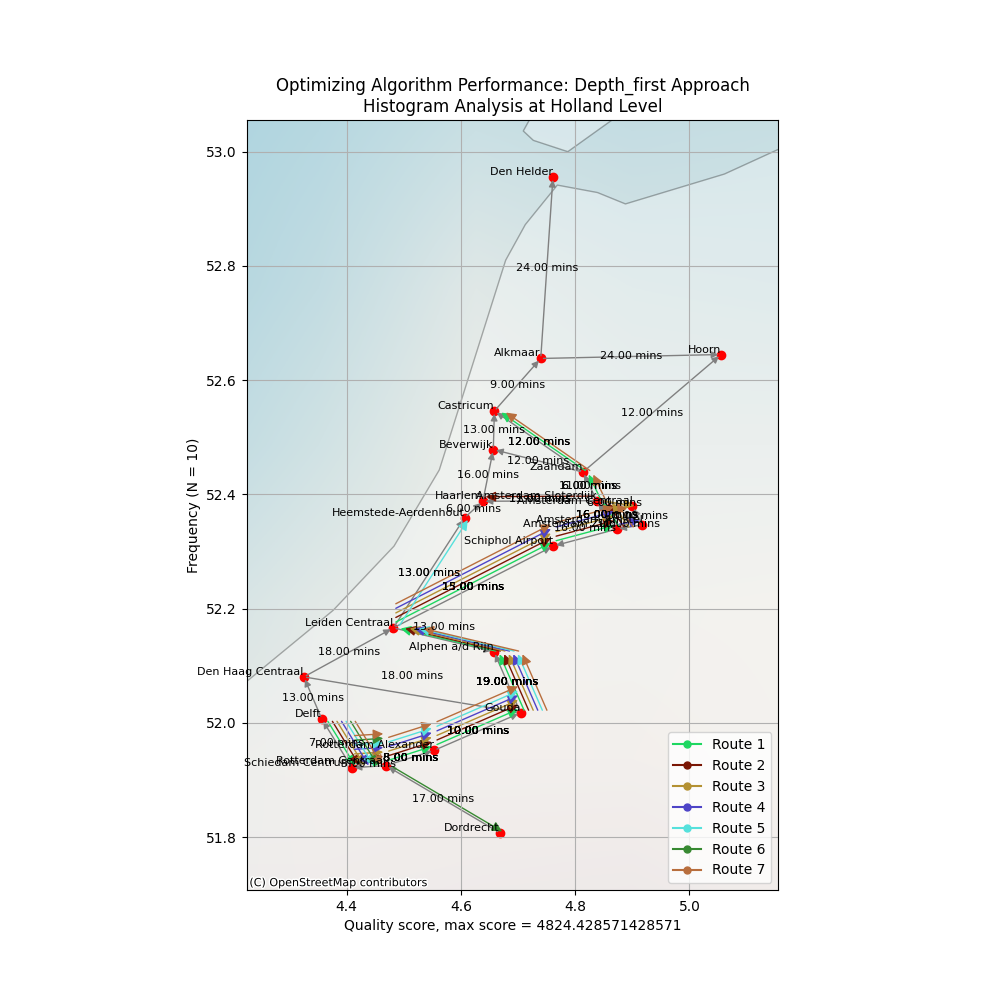 Optimizing Algorithm Performance: Depth_first Approach
Histogram Analysis at Holland Level
Frequency (N = 10)
53.0
52.8
52.6
52.4
52.2
52.0
51.8
Den Helder
24.00 mins
Alkmaar
Hoorn
24.00 mins
9.00 mins
Castricum
12.00 mins
13.00 mins
12.00 mins
Beverwijk
12.00 mins
Zaandam
16.00 mins
6.00 mins
Haarlem
Amsterdam Sloterdijk
Amsterdam Centraal
6.00 mins
Heemstede-Aerdenhout
16.00 mins
Schiphol Airport
13.00 mins
15.00 mins
Leiden Centraal
13.00 mins
18.00 mins
Alphen a/d Rijn
Den Haag Centraal
18.00 mins
19.00 mins
13.00 mins
Delft
Gouda
10.00 mins
7.00 mins
Rotterdam Alexander
8.00 mins
Schiedam Centrum
Rotterdam Centraal
17.00 mins
Dordrecht
Route 1
Route 2
Route 3
Route 4
Route 5
Route 6
Route 7
(C) OpenStreetMap contributors
4.4
4.6
4.8
5.0
Quality score, max score = 4824.428571428571